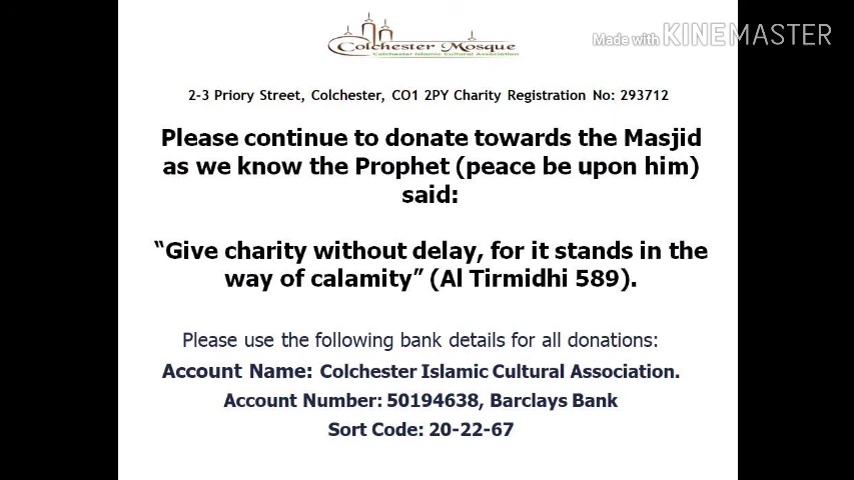 Colchester Mosque
Colchester Islamic Cultural Association
Made with KINEMASTER
2-3 Priory Street, Colchester, CO1 2PY Charity Registration No: 293712
Please continue to donate towards the Masjid
as we know the Prophet (peace be upon him)
said:
“Give charity without delay, for it stands in the
way of calamity” (Al Tirmidhi 589).
Please use the following bank details for all donations:
Account Name: Colchester Islamic Cultural Association.
Account Number: 50194638, Barclays Bank
Sort Code: 20-22-67